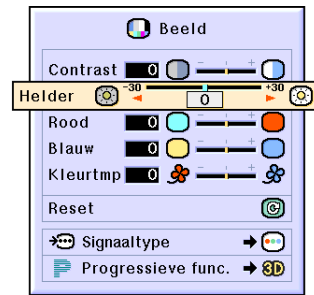 Beeld
Contrast 0 - +
Helder -30 0 +30
Rood 0 - +
Blauw 0 - +
Kleurtmp 0 - +
Reset
Signaaltype
P Progressieve func. 3D